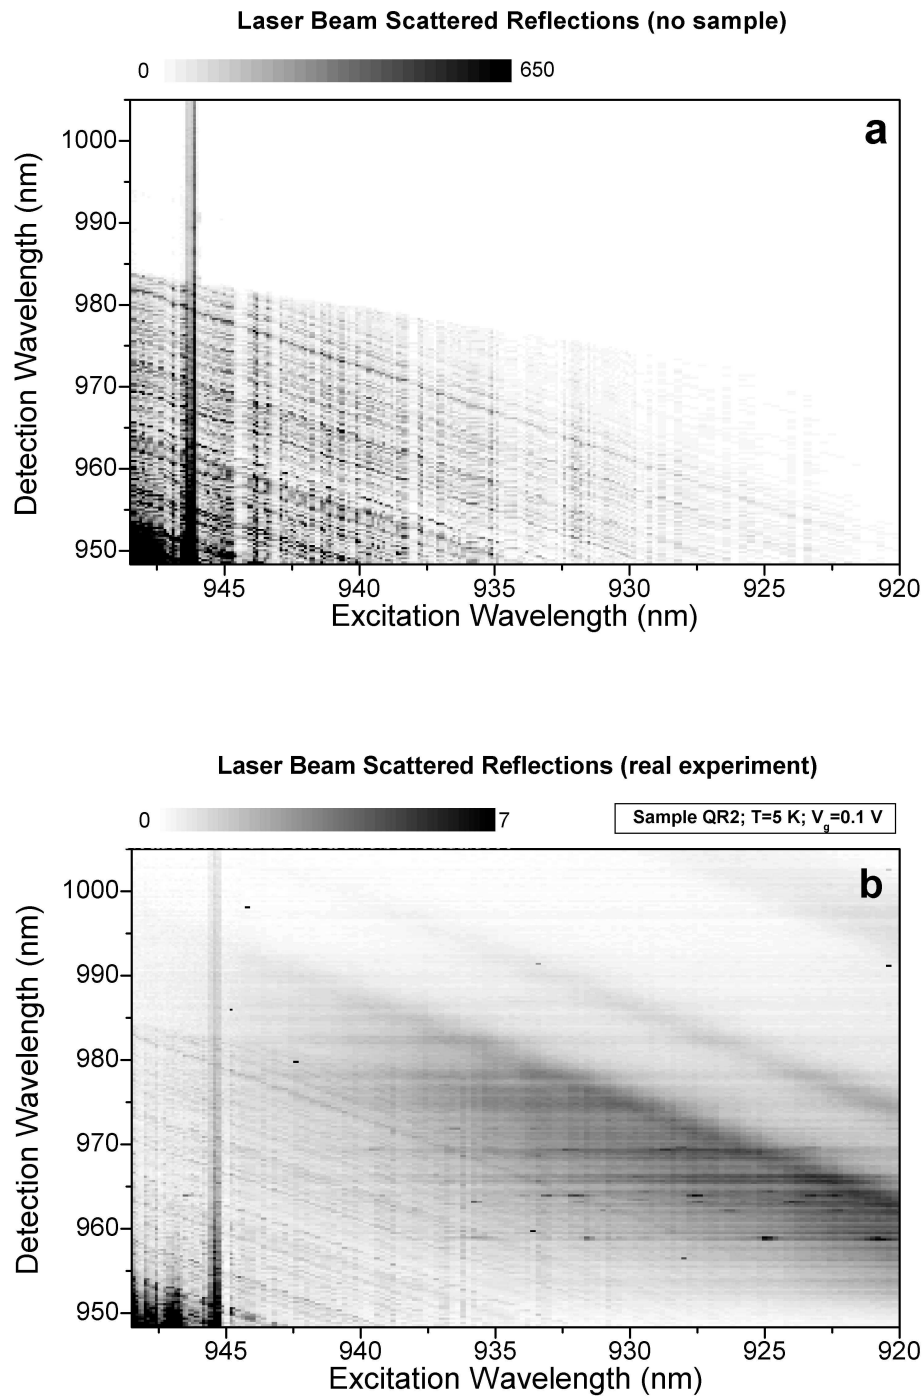 Laser Beam Scattered Reflections (no sample)
0 650
a
1000
990
980
970
960
950
Detection Wavelength (nm)
945 940 935 930 925 920
Excitation Wavelength (nm)
Laser Beam Scattered Reflections (real experiment)
0 7
Sample QR2; T=5 K; Vg=0.1 V
b
1000
990
980
970
960
950
Detection Wavelength (nm)
945 940 935 930 925 920
Excitation Wavelength (nm)